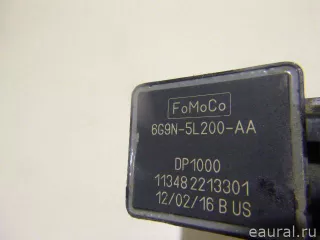 FoMoCo
6G9N-5L200-AA
DP1000
11348 2213301
12/02/16 B US
eaural.ru